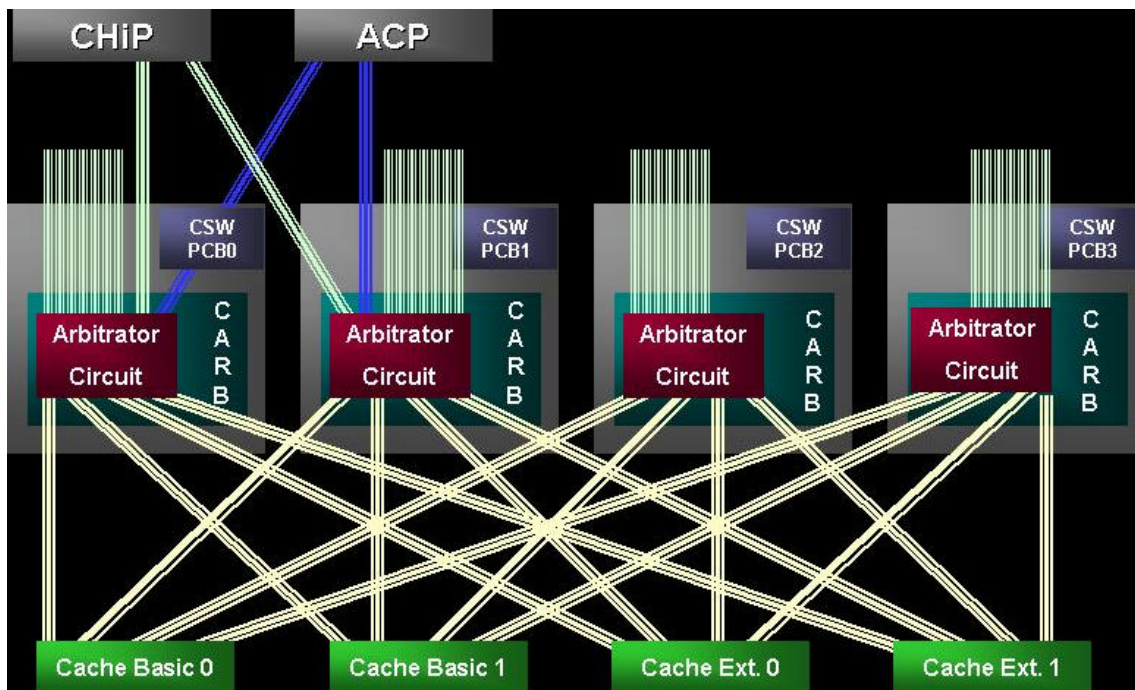 CHiP
ACP
CSW
PCB0
CSW
PCB1
CSW
PCB2
CSW
PCB3
Arbitrator
Circuit
C
A
R
B
Arbitrator
Circuit
C
A
R
B
Arbitrator
Circuit
C
A
R
B
Arbitrator
Circuit
C
A
R
B
Cache Basic 0
Cache Basic 1
Cache Ext. 0
Cache Ext. 1